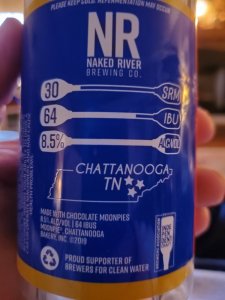 PLEASE KEEP COLD. REFERMENTATION MAY OCCUR
NR
NAKED RIVER
BREWING CO.
30 SRM
64 IBU
8.5% ALC/VOL
CHATTANOOGA
TN
MADE WITH CHOCOLATE MOONPIES
8.5% ALC/VOL | 64 IBUS
MOONPIE®, CHATTANOOGA
BAKERY, INC. ©2019
PROUD SUPPORTER OF
BREWERS FOR CLEAN WATER